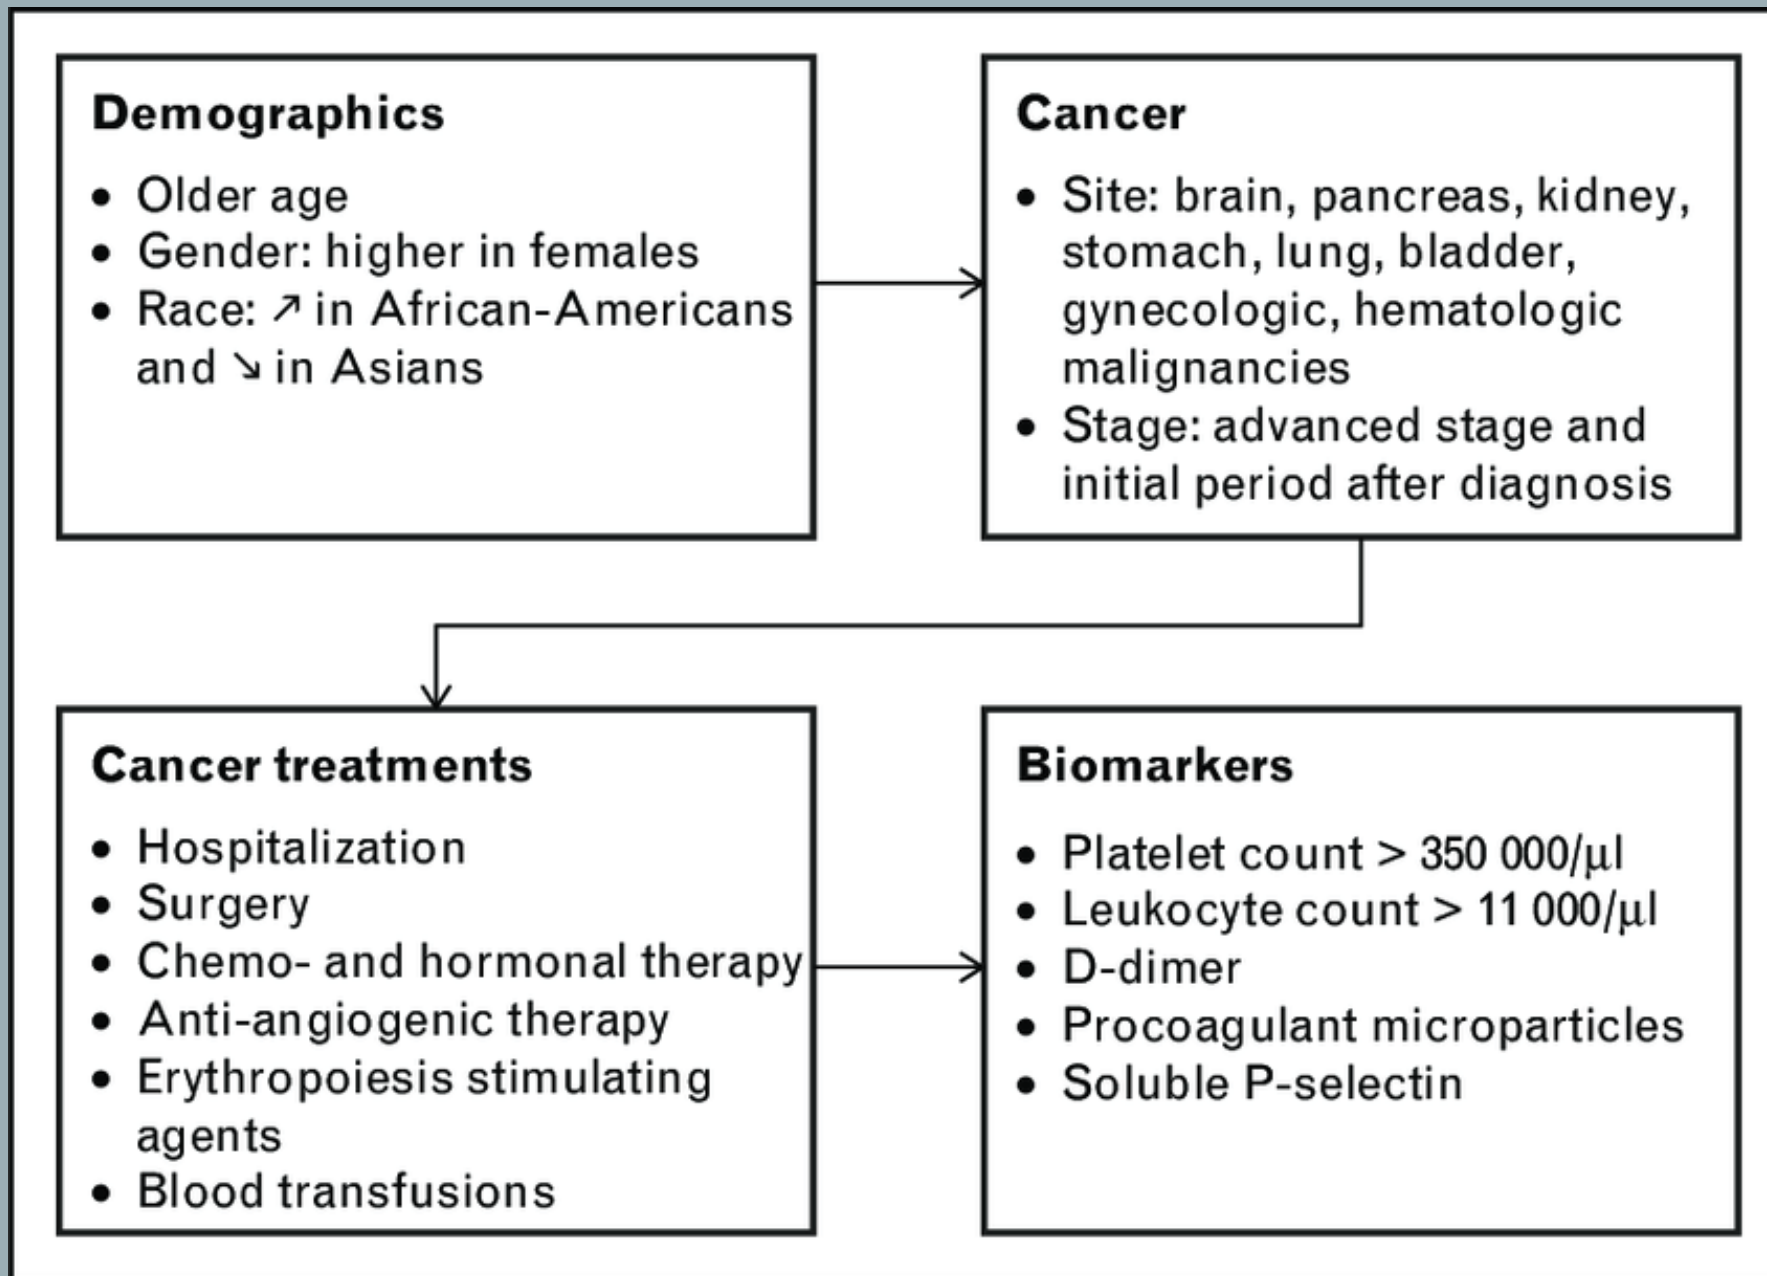 Demographics
• Older age
• Gender: higher in females
• Race: ↗ in African-Americans
and ↘ in Asians
Cancer
• Site: brain, pancreas, kidney,
stomach, lung, bladder,
gynecologic, hematologic
malignancies
• Stage: advanced stage and
initial period after diagnosis
Cancer treatments
• Hospitalization
• Surgery
• Chemo- and hormonal therapy
• Anti-angiogenic therapy
• Erythropoiesis stimulating
agents
• Blood transfusions
Biomarkers
• Platelet count > 350 000/µl
• Leukocyte count > 11 000/µl
• D-dimer
• Procoagulant microparticles
• Soluble P-selectin